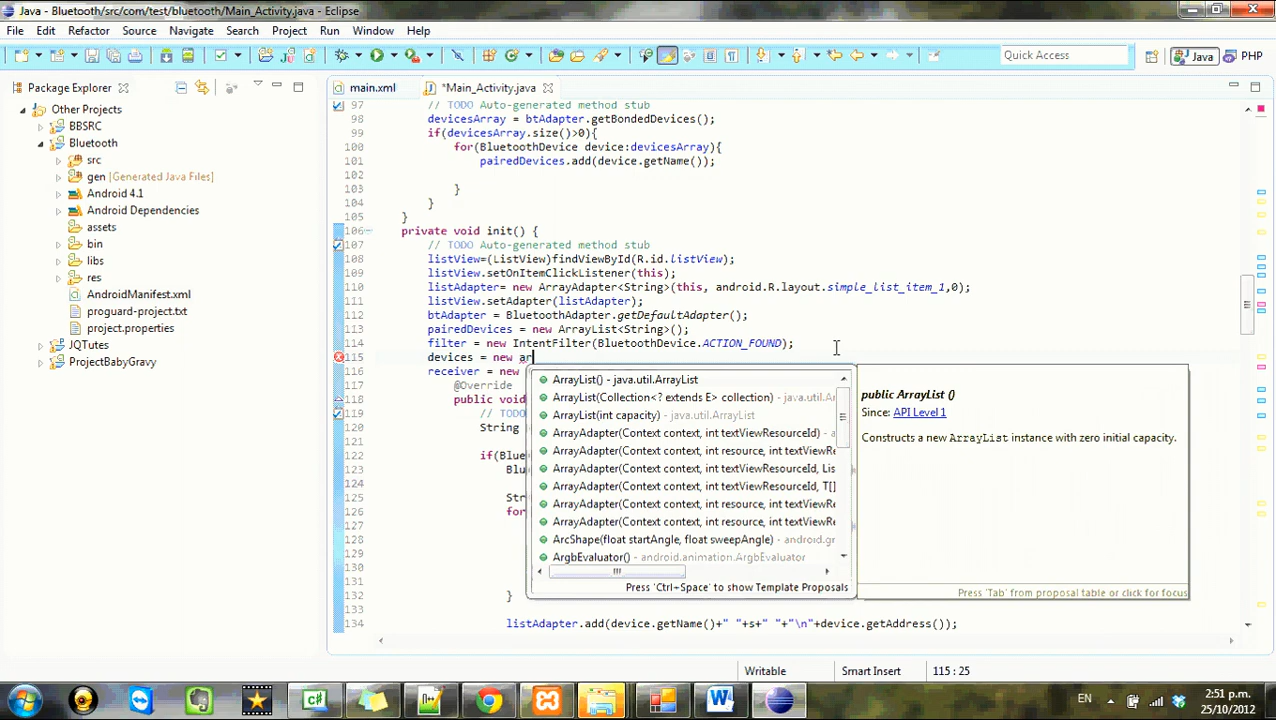 Java - Bluetooth/src/com/test/bluetooth/Main_Activity.java - Eclipse
File Edit Refactor Source Navigate Search Project Run Window Help
Quick Access
Java
PHP
Package Explorer
main.xml
*Main_Activity.java
Other Projects
BBSRC
Bluetooth
src
gen [Generated Java Files]
Android 4.1
Android Dependencies
assets
bin
libs
res
AndroidManifest.xml
proguard-project.txt
project.properties
JQTutes
ProjectBabyGravy
97 // TODO Auto-generated method stub
98 devicesArray = btAdapter.getBondedDevices();
99 if(devicesArray.size()>0){
100 for(BluetoothDevice device:devicesArray){
101 pairedDevices.add(device.getName());
102
103 }
104 }
105 }
106 private void init() {
107 // TODO Auto-generated method stub
108 listView=(ListView)findViewById(R.id.listView);
109 listView.setOnItemClickListener(this);
110 listAdapter= new ArrayAdapter<String>(this, android.R.layout.simple_list_item_1,0);
111 listView.setAdapter(listAdapter);
112 btAdapter = BluetoothAdapter.getDefaultAdapter();
113 pairedDevices = new ArrayList<String>();
114 filter = new IntentFilter(BluetoothDevice.ACTION_FOUND);
115 devices = new ar
116 receiver = new
117 @Override
118 public void
119 // TODO
120 String
121
122 if(Blue
123 Blu
124
125 Str
126 for
127
128
129
130
131
132 }
133
134 listAdapter.add(device.getName()+" "+s+" "+"\n"+device.getAddress());
ArrayList() - java.util.ArrayList
ArrayList(Collection<? extends E> collection) - java.util.Arra
ArrayList(int capacity) - java.util.ArrayList
ArrayAdapter(Context context, int textViewResourceId) - ar
ArrayAdapter(Context context, int resource, int textViewRe
ArrayAdapter(Context context, int textViewResourceId, Lis
ArrayAdapter(Context context, int textViewResourceId, T[]
ArrayAdapter(Context context, int resource, int textViewRe
ArrayAdapter(Context context, int resource, int textViewRe
ArcShape(float startAngle, float sweepAngle) - android.gr
ArgbEvaluator() - android.animation.ArgbEvaluator
Press 'Ctrl+Space' to show Template Proposals
public ArrayList ()
Since: API Level 1
Constructs a new ArrayList instance with zero initial capacity.
Press 'Tab' from proposal table or click for focus
Writable
Smart Insert
115 : 25
EN
2:51 p.m.
25/10/2012